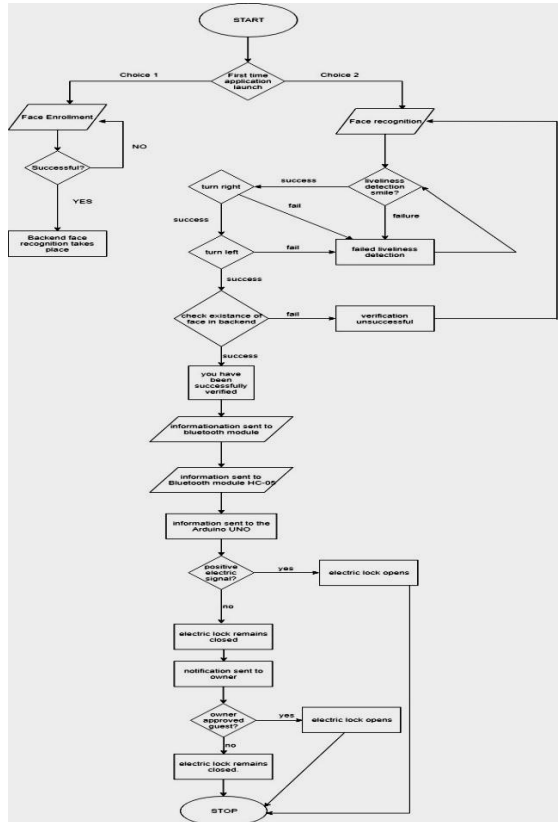 START
First time
application
launch
Choice 1
Choice 2
Face Enrollment
Face recognition
NO
Successful?
YES
Backend face
recognition takes
place
liveliness
detection
smile?
success
turn right
fail
failure
success
turn left
fail
failed liveliness
detection
success
check existance of
face in backend
fail
verification
unsuccessful
success
you have
been
successfully
verified
informationation sent to
bluetooth module
information sent to
Bluetooth module HC-05
information sent to the
Arduino UNO
positive
electric
signal?
yes
electric lock opens
no
electric lock remains
closed
notification sent to
owner
owner
approved
guest?
yes
electric lock opens
no
electric lock remains
closed.
STOP